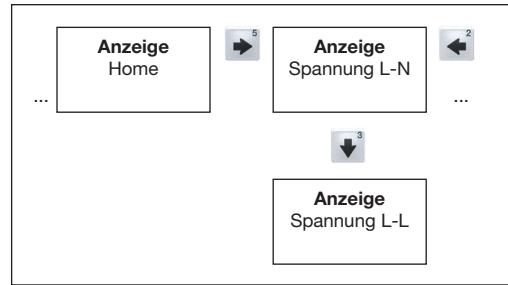 Anzeige
Home
5
Anzeige
Spannung L-N
2
...
...
3
Anzeige
Spannung L-L